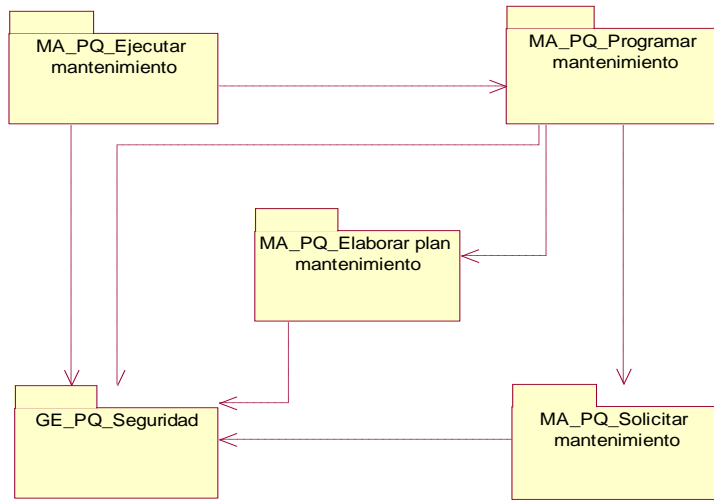 MA_PQ_Ejecutar
mantenimiento
MA_PQ_Programar
mantenimiento
MA_PQ_Elaborar plan
mantenimiento
GE_PQ_Seguridad
MA_PQ_Solicitar
mantenimiento